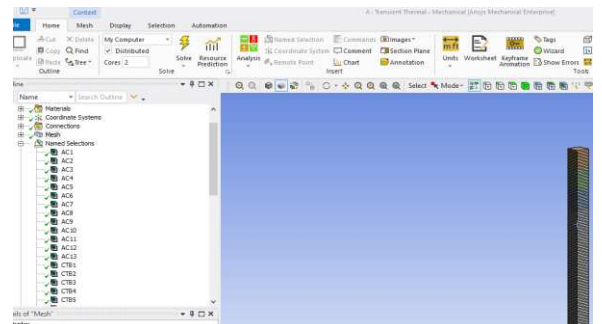 Context
A : Transient Thermal - Mechanical [Ansys Mechanical Enterprise]
Home Mesh Display Selection Automation
Cut Delete My Computer Named Selection Commands Images Tags
Copy Find Distributed Coordinate System Comment Section Plane Wizard
Paste Tree Cores 2 Solve Resource Prediction Analysis Remote Point Chart Annotation Units Worksheet Keyframe Animation Show Errors
Outline Solve Insert Tools
Name Search Outline Select Mode
Materials
Coordinate Systems
Connections
Mesh
Named Selections
AC1
AC2
AC3
AC4
AC5
AC6
AC7
AC8
AC9
AC10
AC11
AC12
AC13
CTB1
CTB2
CTB3
CTB4
CTB5
ils of "Mesh"